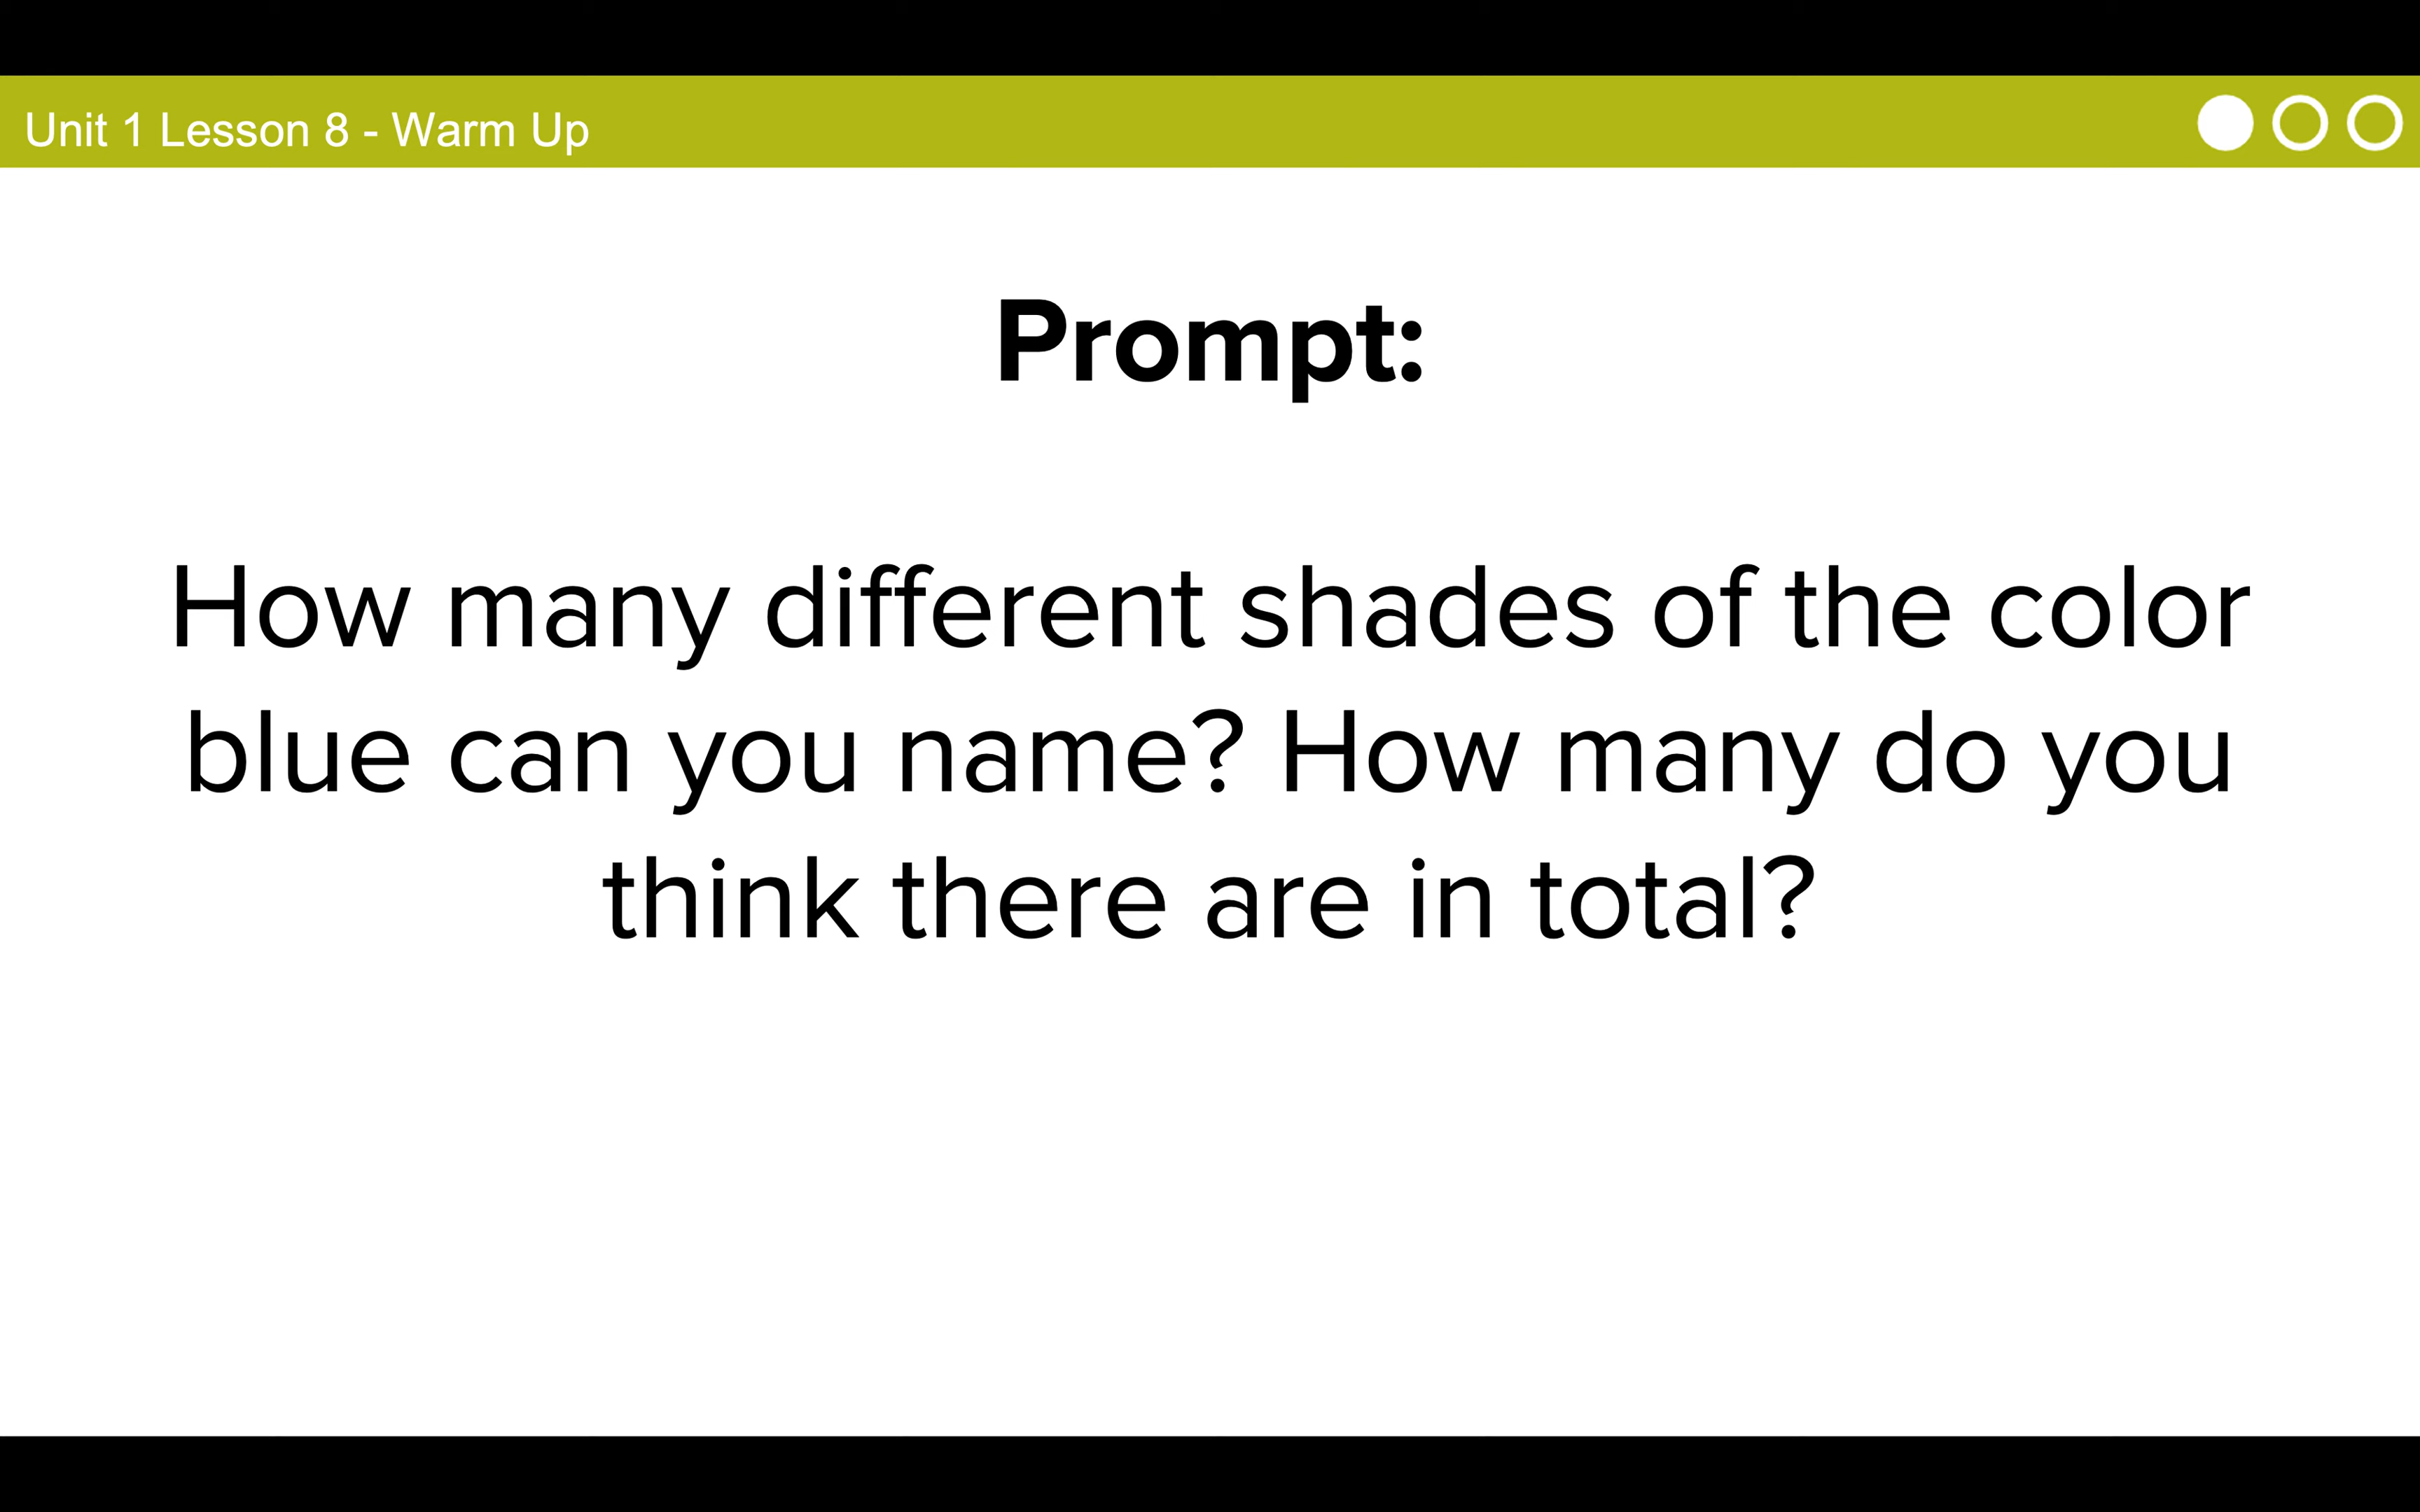 Unit 1 Lesson 8 - Warm Up
Prompt:
How many different shades of the color
blue can you name? How many do you
think there are in total?